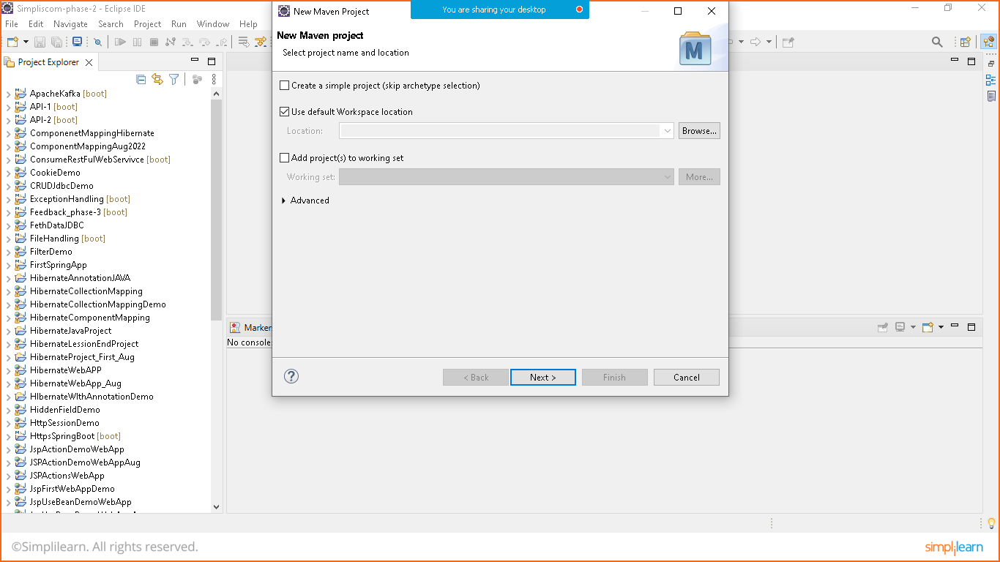 Simpliscom-phase-2 - Eclipse IDE
New Maven Project
You are sharing your desktop
File Edit Navigate Search Project Run Window Help
New Maven project
Select project name and location
M
Project Explorer
Create a simple project (skip archetype selection)
Use default Workspace location
Location:
Browse...
Add project(s) to working set
Working set:
More...
Advanced
ApacheKafka [boot]
API-1 [boot]
API-2 [boot]
ComponenetMappingHibernate
ComponentMappingAug2022
ConsumeRestFulWebServivce [boot]
CookieDemo
CRUDJdbcDemo
ExceptionHandling [boot]
Feedback_phase-3 [boot]
FethDataJDBC
FileHandling [boot]
FilterDemo
FirstSpringApp
HibernateAnnotationJAVA
HibernateCollectionMapping
HibernateCollectionMappingDemo
HibernateComponentMapping
HibernateJavaProject
HibernateLessionEndProject
HibernateProject_First_Aug
HibernateWebAPP
HibernateWebApp_Aug
HIbernateWIthAnnotationDemo
HiddenFieldDemo
HttpSessionDemo
HttpsSpringBoot [boot]
JspActionDemoWebApp
JSPActionDemoWebAppAug
JSPActionsWebApp
JspFirstWebAppDemo
JspUseBeanDemoWebApp
Marker
No console
?
< Back
Next >
Finish
Cancel
©Simplilearn. All rights reserved.
simplilearn